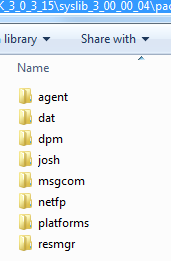 K_3_0_3_15\syslib_3_00_00_04\pac
library
Share with
Name
agent
dat
dpm
josh
msgcom
netfp
platforms
resmgr